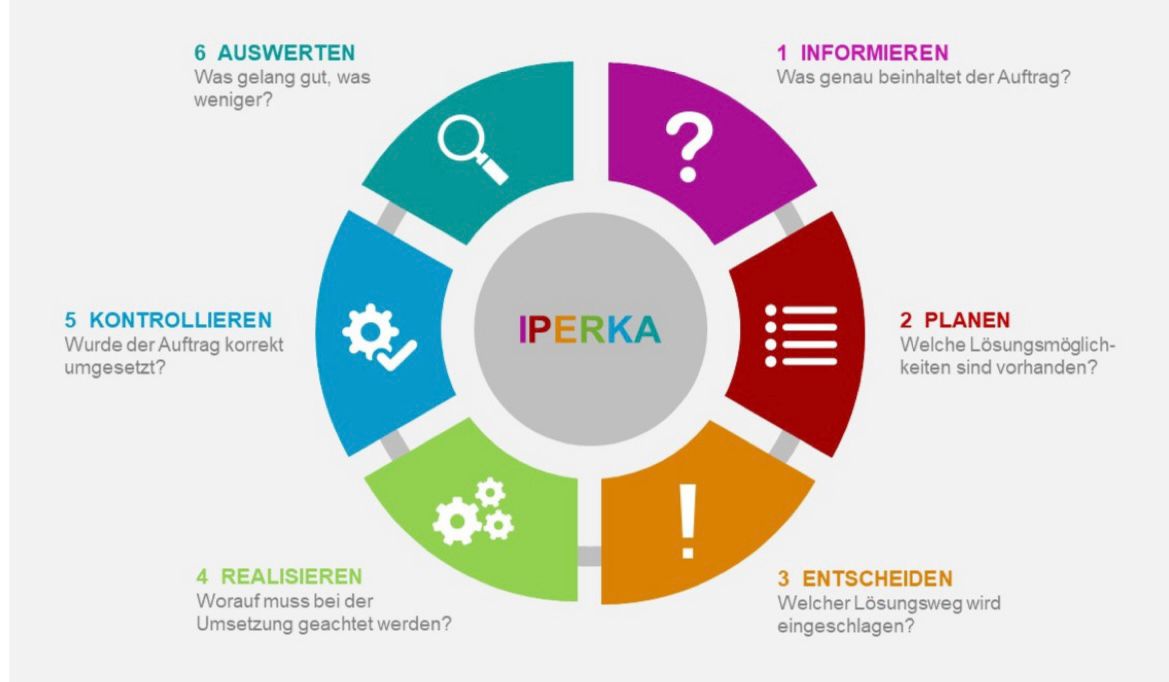 1 INFORMIEREN
Was genau beinhaltet der Auftrag?
2 PLANEN
Welche Lösungsmöglich-
keiten sind vorhanden?
3 ENTSCHEIDEN
Welcher Lösungsweg wird
eingeschlagen?
4 REALISIEREN
Worauf muss bei der
Umsetzung geachtet werden?
5 KONTROLLIEREN
Wurde der Auftrag korrekt
umgesetzt?
6 AUSWERTEN
Was gelang gut, was
weniger?
IPERKA